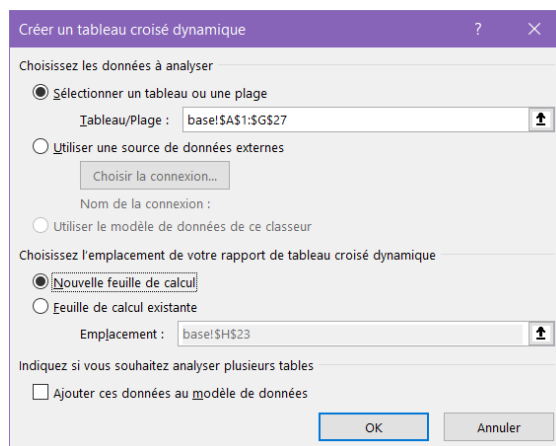 Créer un tableau croisé dynamique ? ×
Choisissez les données à analyser
Sélectionner un tableau ou une plage
Tableau/Plage : base!$A$1:$G$27
Utiliser une source de données externes
Choisir la connexion...
Nom de la connexion :
Utiliser le modèle de données de ce classeur
Choisissez l'emplacement de votre rapport de tableau croisé dynamique
Nouvelle feuille de calcul
Feuille de calcul existante
Emplacement : base!$H$23
Indiquez si vous souhaitez analyser plusieurs tables
Ajouter ces données au modèle de données
OK Annuler